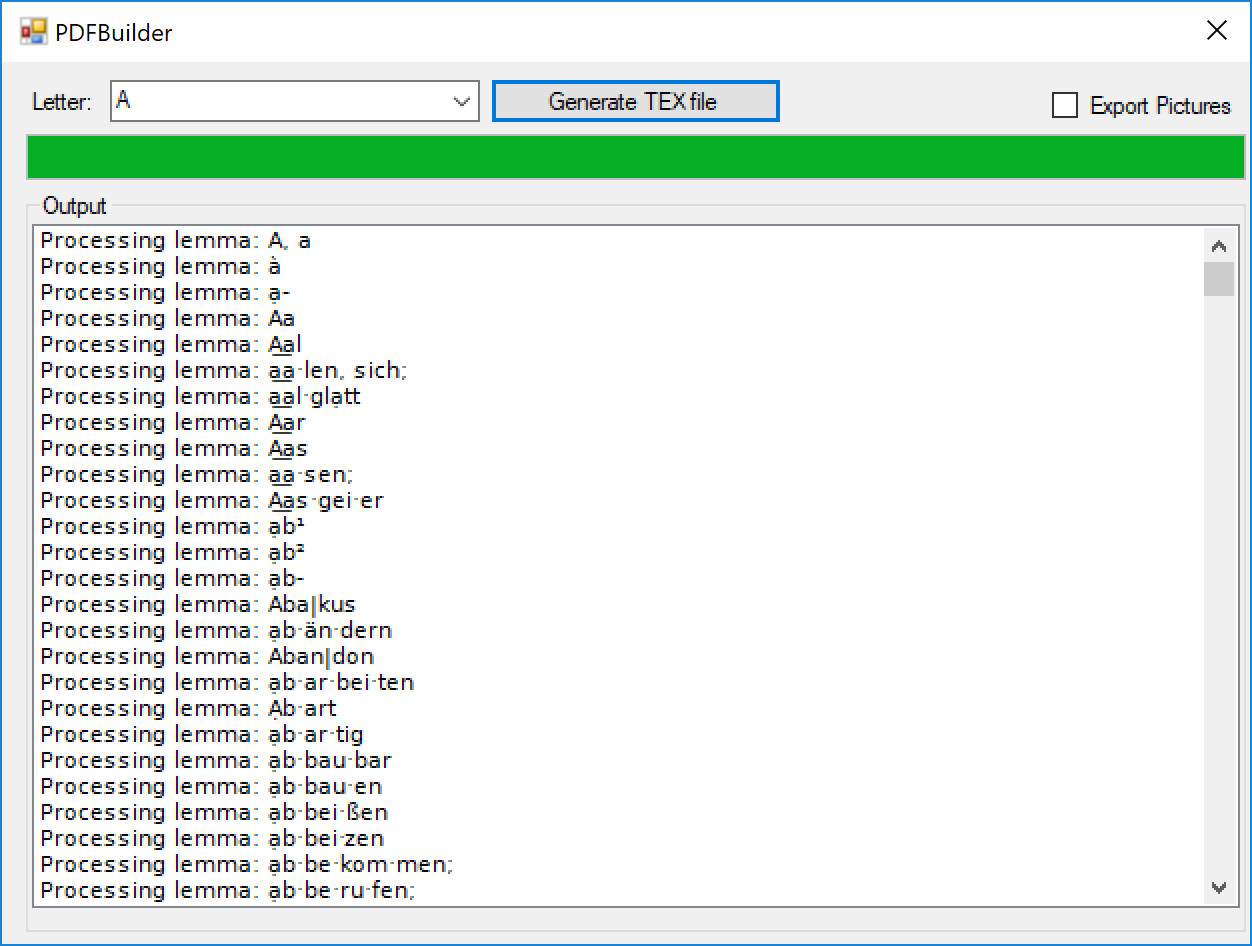 PDFBuilder
Letter: A Generate TEX file Export Pictures
Output
Processing lemma: A, a
Processing lemma: à
Processing lemma: ạ-
Processing lemma: Aa
Processing lemma: A̲a̲l
Processing lemma: a̲a̲·len, sich;
Processing lemma: a̲a̲l·glạtt
Processing lemma: A̲a̲r
Processing lemma: A̲a̲s
Processing lemma: a̲a̲·sen;
Processing lemma: A̲a̲s·gei·er
Processing lemma: ạb¹
Processing lemma: ạb²
Processing lemma: ạb-
Processing lemma: Aba|kus
Processing lemma: ạb·än·dern
Processing lemma: Aban|don
Processing lemma: ạb·ar·bei·ten
Processing lemma: Ạb·art
Processing lemma: ạb·ar·tig
Processing lemma: ạb·bau·bar
Processing lemma: ạb·bau·en
Processing lemma: ạb·bei·ßen
Processing lemma: ạb·bei·zen
Processing lemma: ạb·be·kom·men;
Processing lemma: ạb·be·ru·fen;